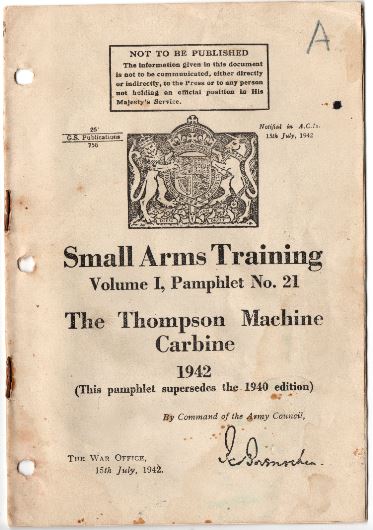 A
NOT TO BE PUBLISHED
The information given in this document
is not to be communicated, either directly
or indirectly, to the Press or to any person
not holding an official position in His
Majesty's Service.
26
G.S. Publications
Notified in A.C.Is.
15th July, 1942
Small Arms Training
Volume I, Pamphlet No. 21
The Thompson Machine
Carbine
1942
(This pamphlet supersedes the 1940 edition)
By Command of the Army Council,
THE WAR OFFICE,
15th July, 1942.